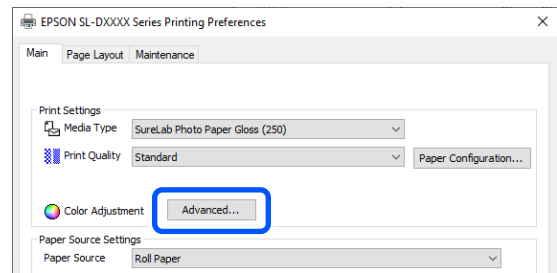 EPSON SL-DXXXX Series Printing Preferences
Main Page Layout Maintenance
Print Settings
Media Type SureLab Photo Paper Gloss (250)
Print Quality Standard Paper Configuration...
Color Adjustment Advanced...
Paper Source Settings
Paper Source Roll Paper